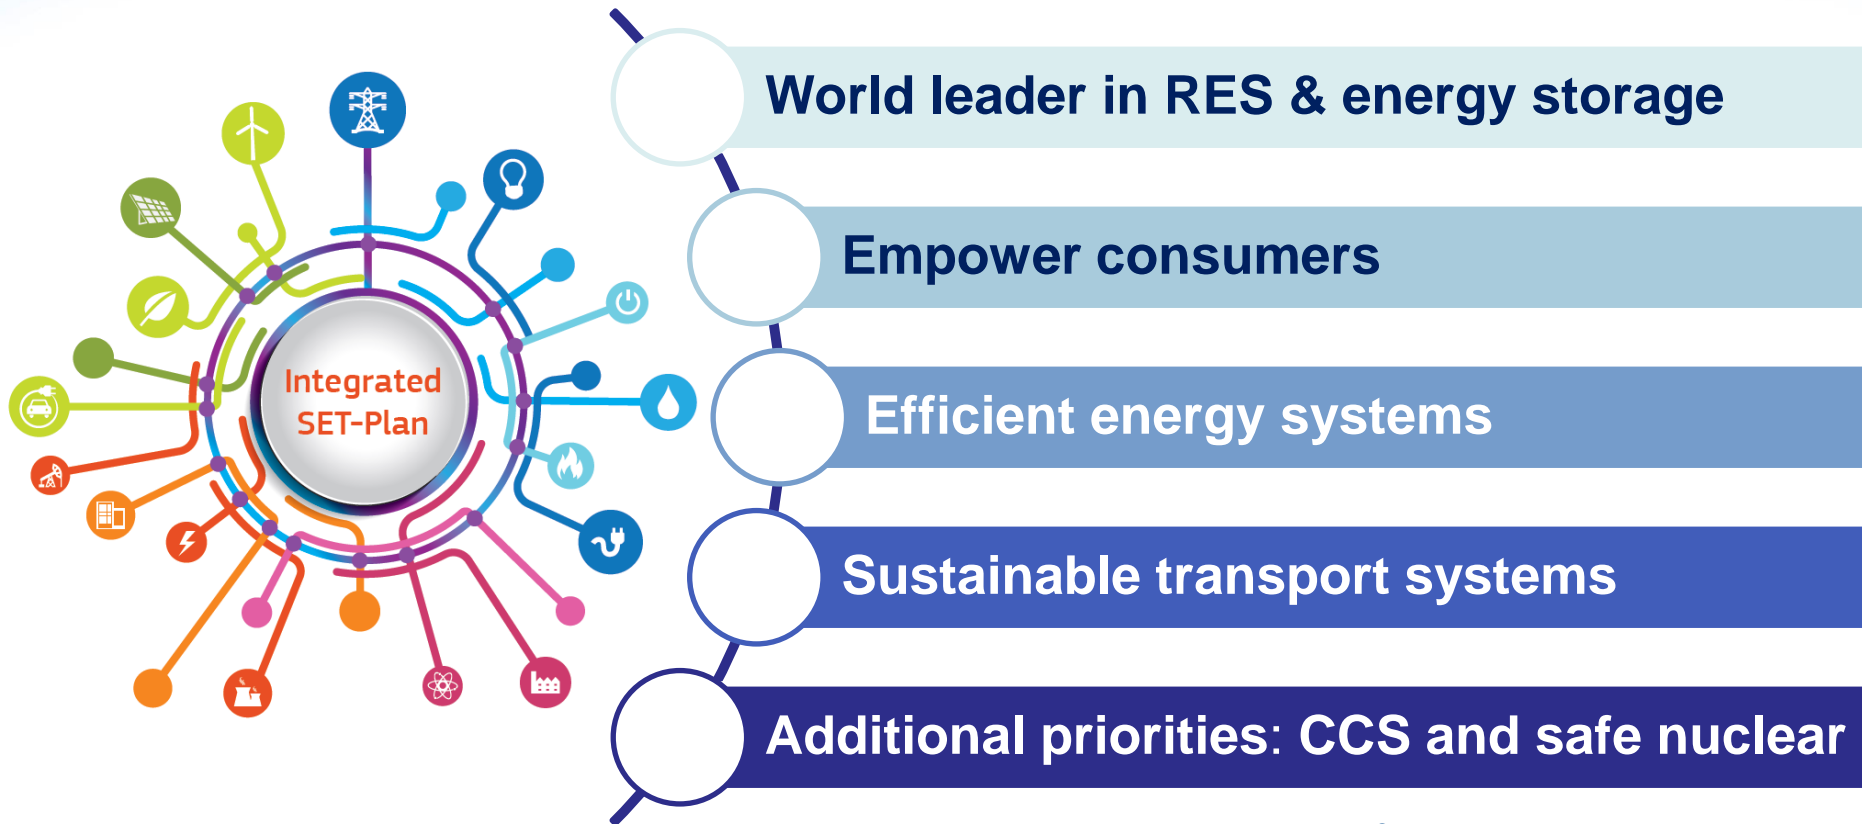 Integrated
SET-Plan
World leader in RES & energy storage
Empower consumers
Efficient energy systems
Sustainable transport systems
Additional priorities: CCS and safe nuclear